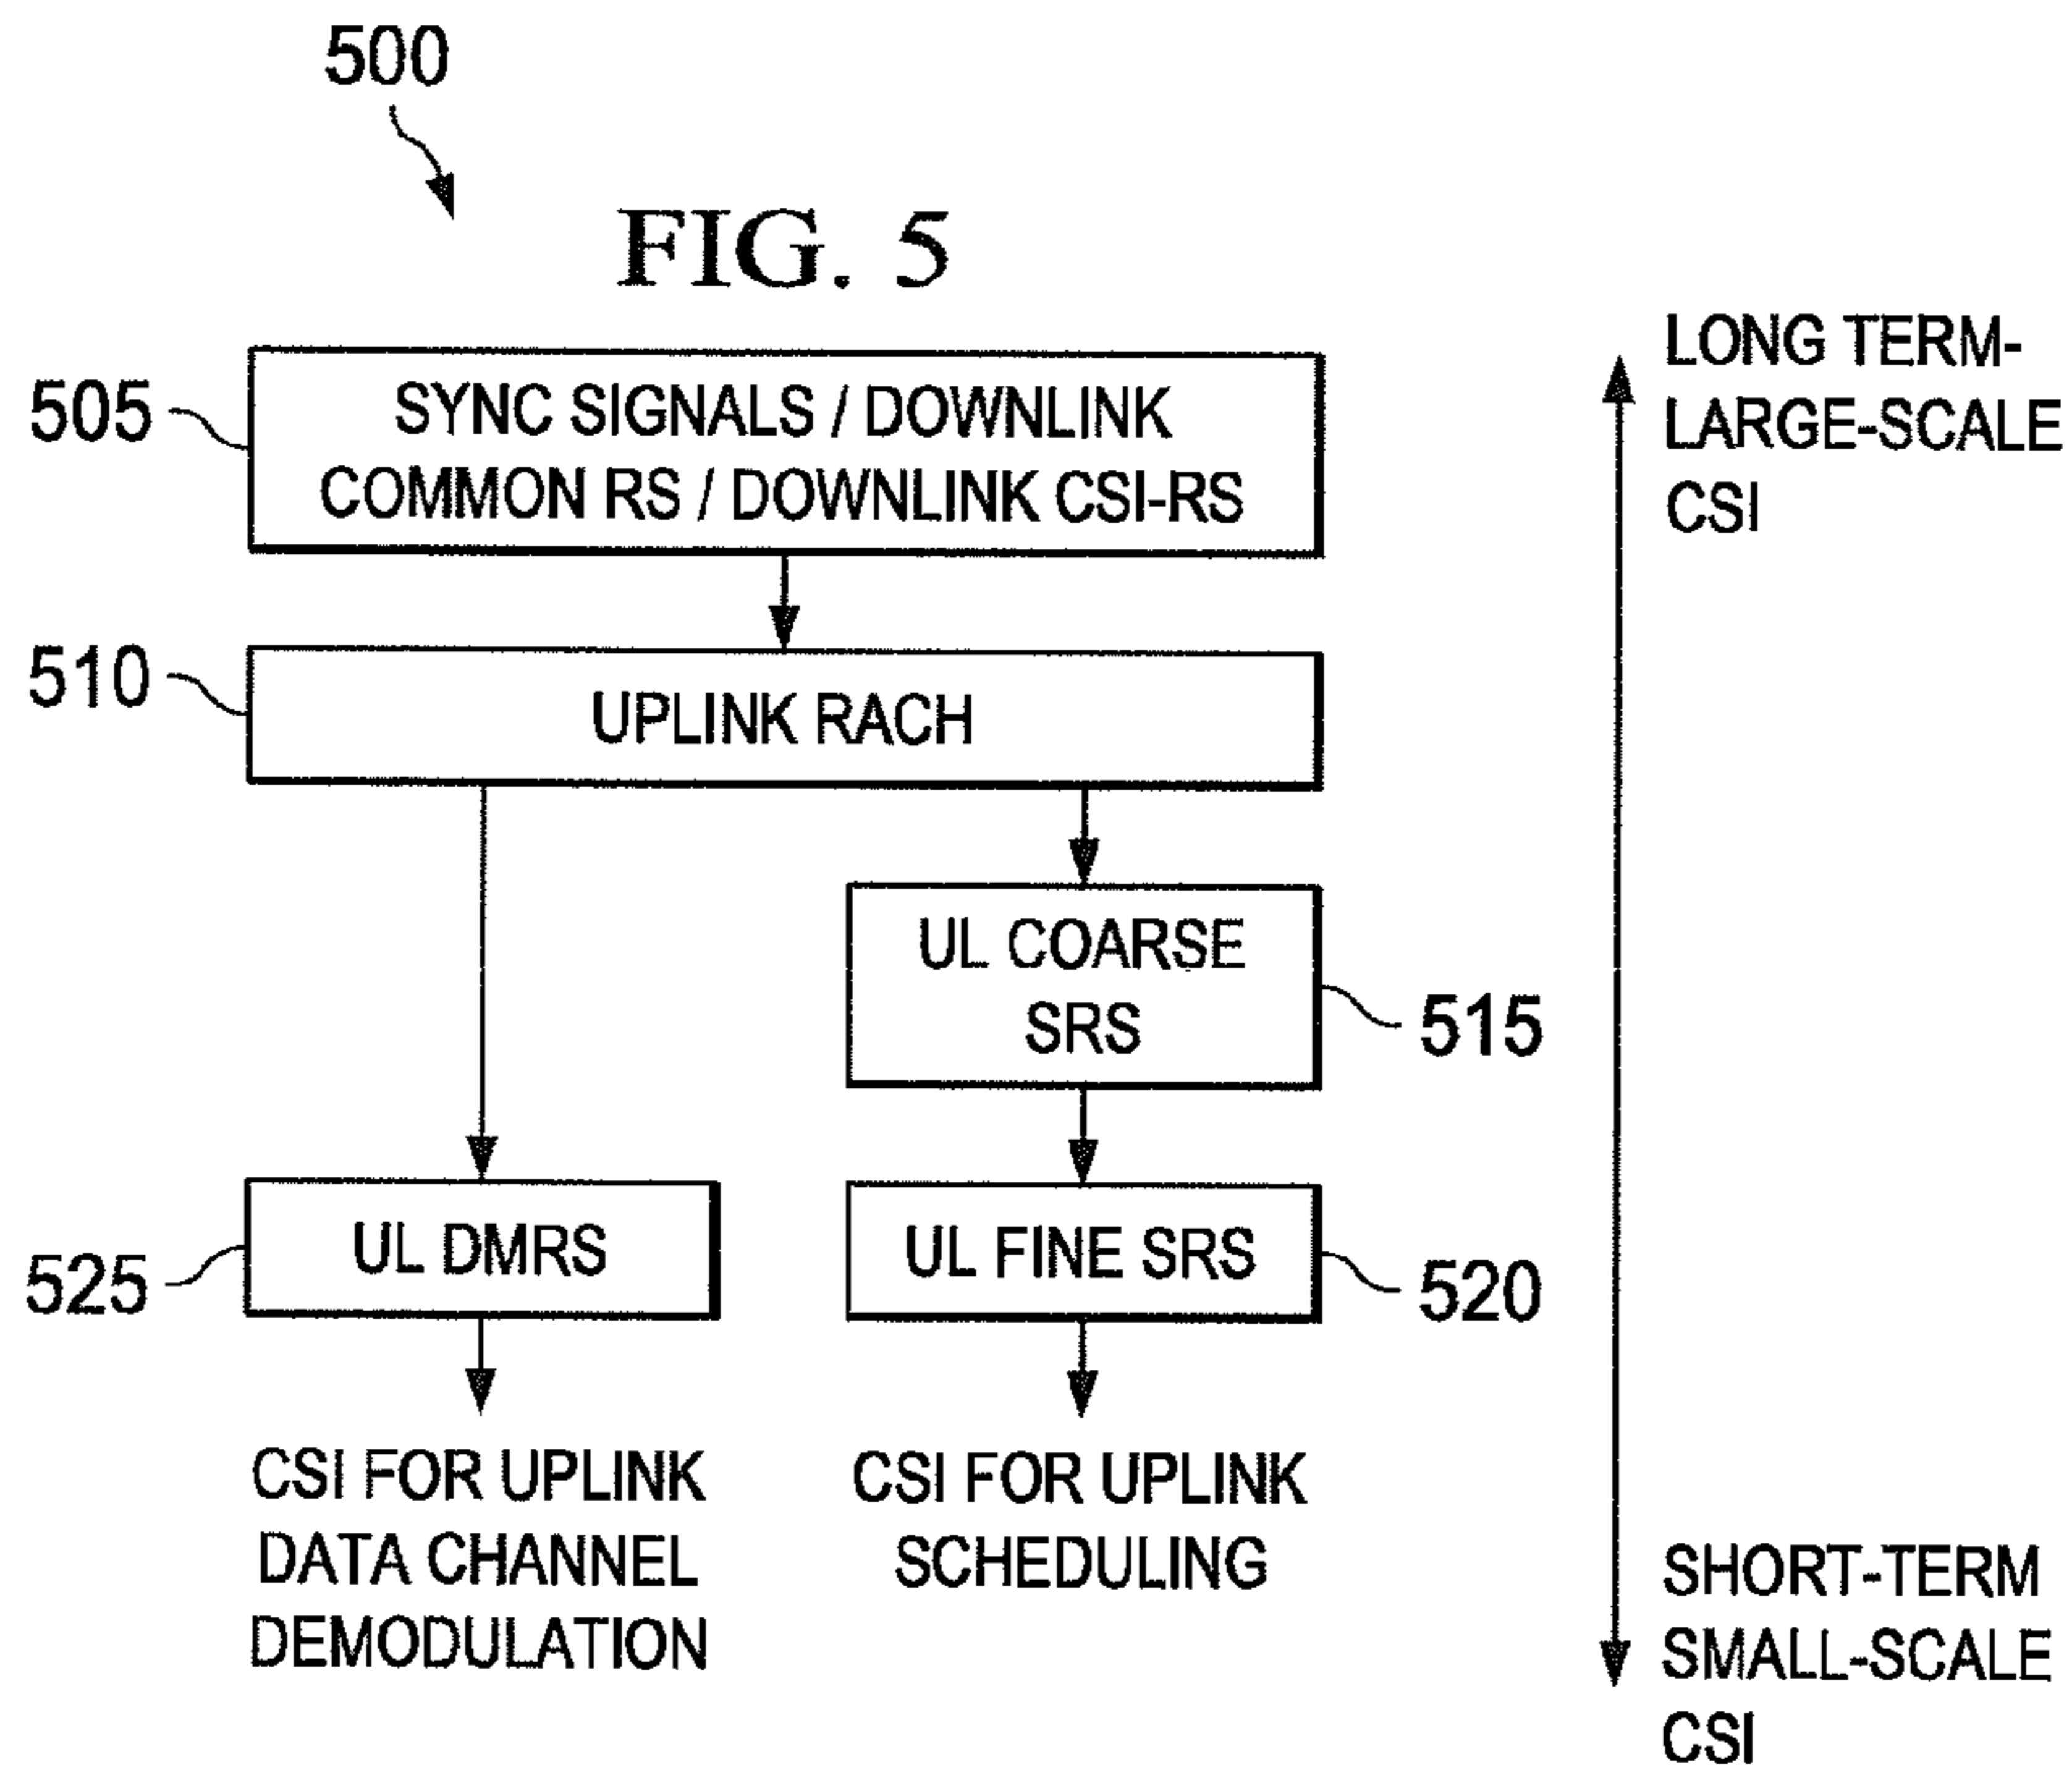 500
FIG. 5
505
SYNC SIGNALS / DOWNLINK
COMMON RS / DOWNLINK CSI-RS
LONG TERM-
LARGE-SCALE
CSI
510
UPLINK RACH
UL COARSE
SRS
515
525
UL DMRS
UL FINE SRS
520
CSI FOR UPLINK
DATA CHANNEL
DEMODULATION
CSI FOR UPLINK
SCHEDULING
SHORT-TERM
SMALL-SCALE
CSI